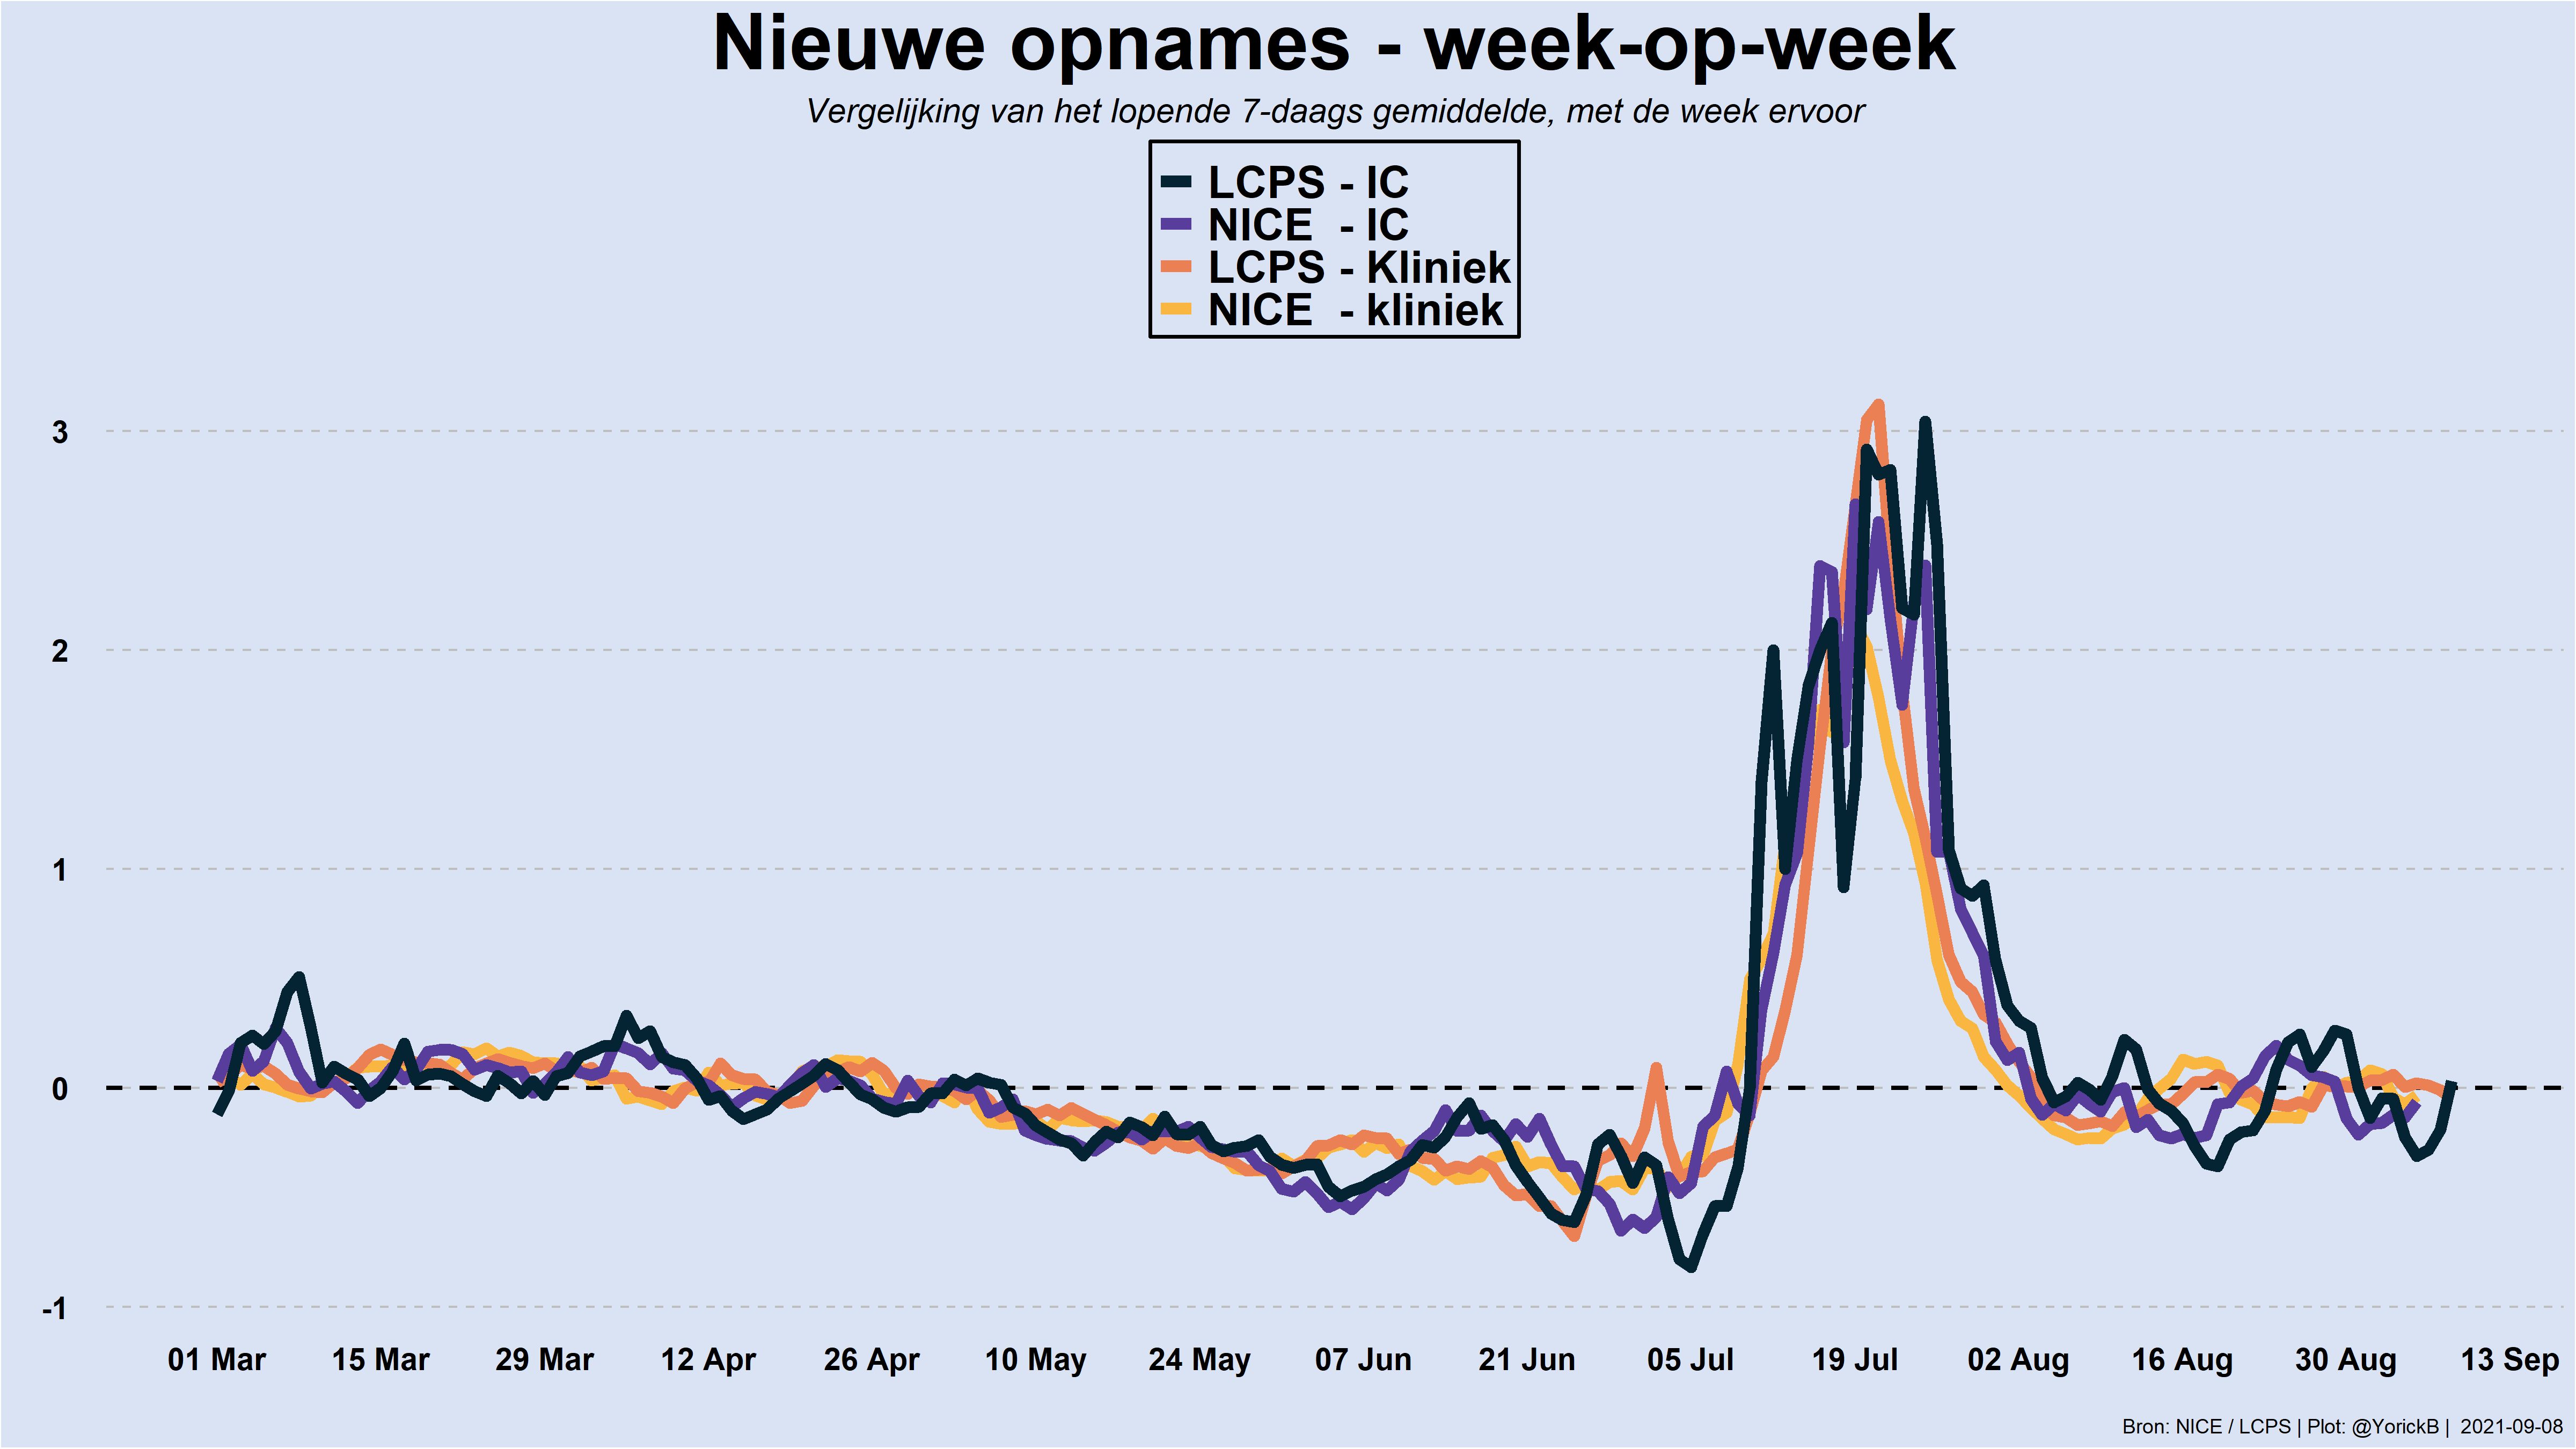 Nieuwe opnames - week-op-week
Vergelijking van het lopende 7-daags gemiddelde, met de week ervoor
LCPS - IC
NICE - IC
LCPS - Kliniek
NICE - kliniek
3
2
1
0
-1
01 Mar 15 Mar 29 Mar 12 Apr 26 Apr 10 May 24 May 07 Jun 21 Jun 05 Jul 19 Jul 02 Aug 16 Aug 30 Aug 13 Sep
Bron: NICE / LCPS | Plot: @YorickB | 2021-09-08